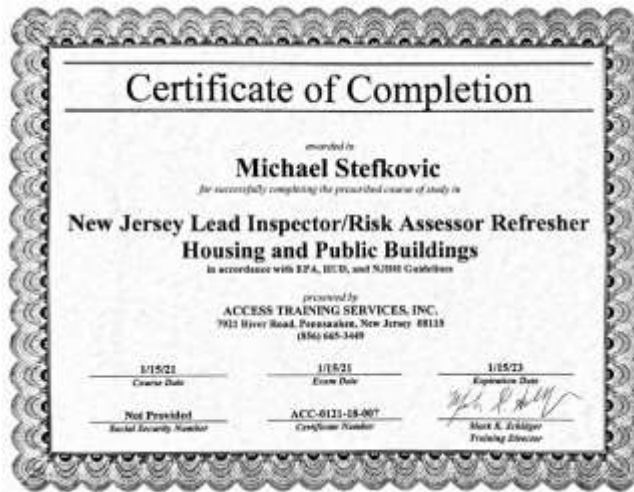 Certificate of Completion
awarded to
Michael Stefkovic
for successfully completing the prescribed course of study in
New Jersey Lead Inspector/Risk Assessor Refresher
Housing and Public Buildings
in accordance with EPA, HUD, and NJDHI Guidelines
presented by
ACCESS TRAINING SERVICES, INC.
River Road, Pennsauken, New Jersey
(856) 665-3449
1/15/21 1/15/21 1/15/23
Course Date Exam Date Expiration Date
Not Provided ACC-0121-18-007 Mark K.
Social Security Number Certificate Number Training Director